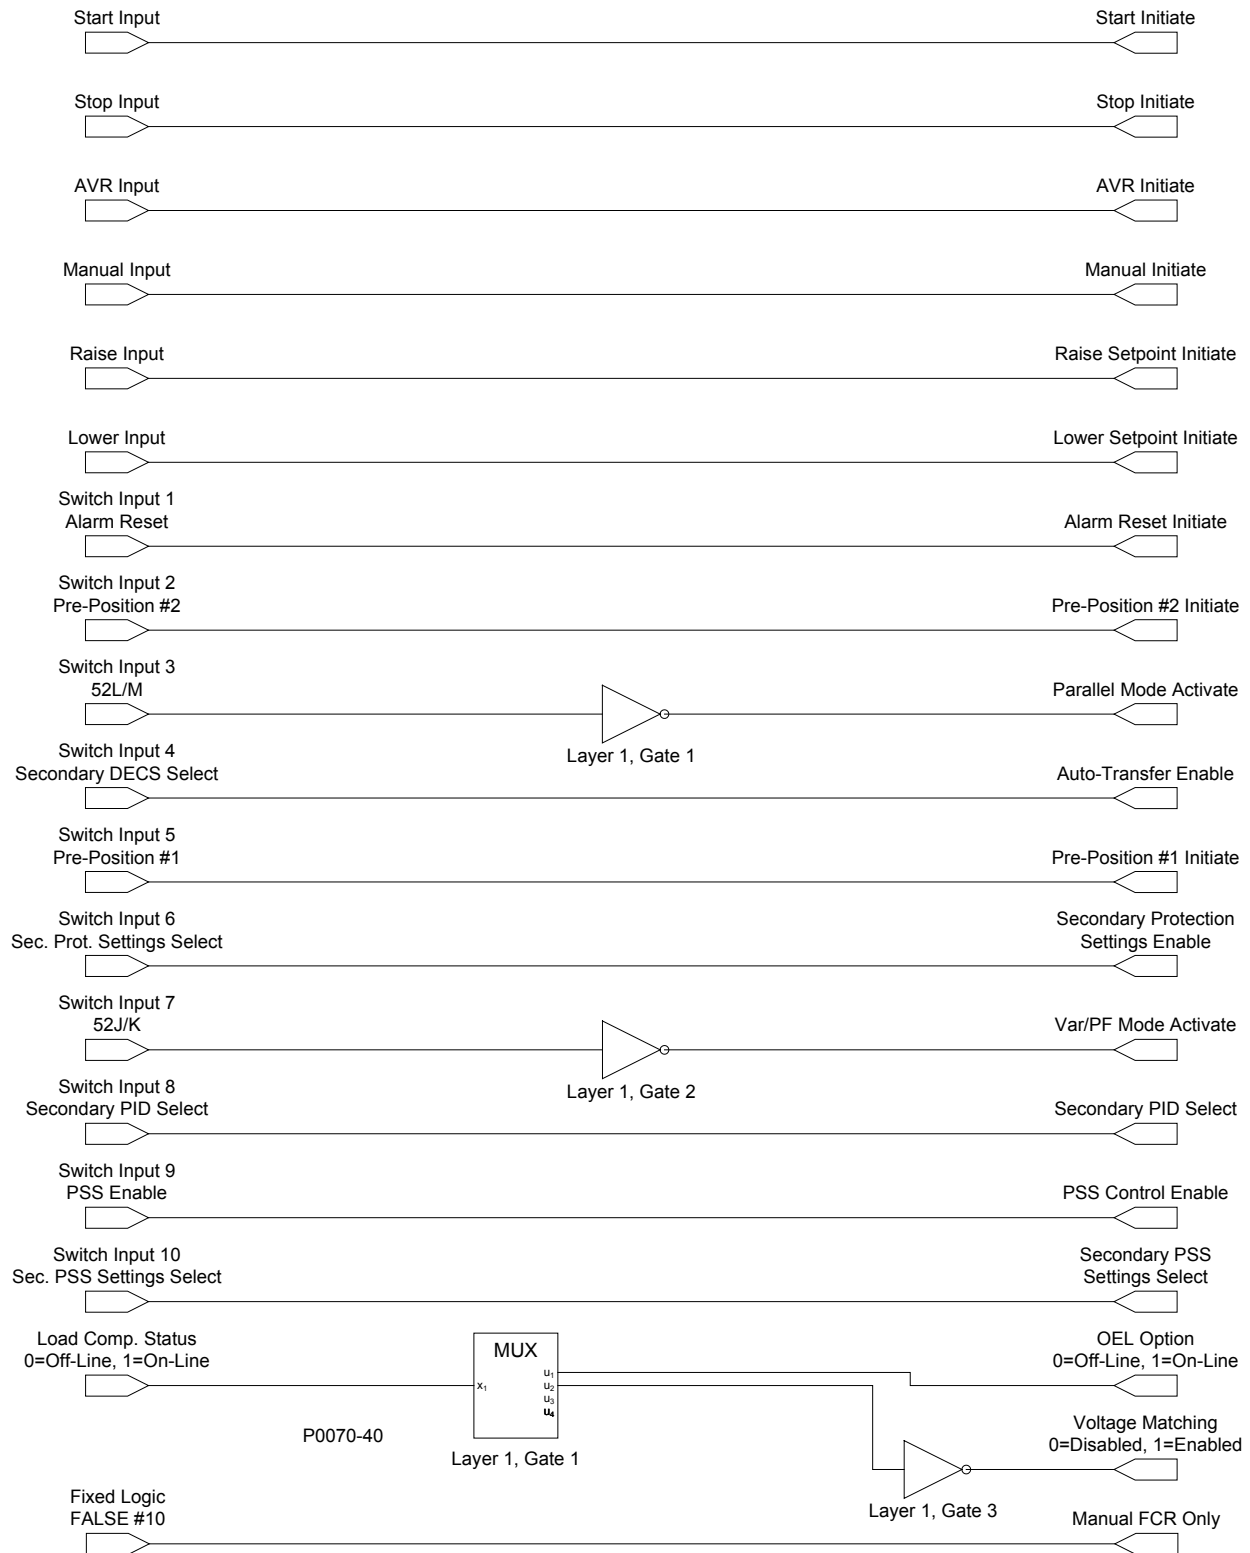 Start Input
Start Initiate
Stop Input
Stop Initiate
AVR Input
AVR Initiate
Manual Input
Manual Initiate
Raise Input
Raise Setpoint Initiate
Lower Input
Lower Setpoint Initiate
Switch Input 1
Alarm Reset
Alarm Reset Initiate
Switch Input 2
Pre-Position #2
Pre-Position #2 Initiate
Switch Input 3
52L/M
Parallel Mode Activate
Layer 1, Gate 1
Switch Input 4
Secondary DECS Select
Auto-Transfer Enable
Switch Input 5
Pre-Position #1
Pre-Position #1 Initiate
Switch Input 6
Sec. Prot. Settings Select
Secondary Protection
Settings Enable
Switch Input 7
52J/K
Var/PF Mode Activate
Layer 1, Gate 2
Switch Input 8
Secondary PID Select
Secondary PID Select
Switch Input 9
PSS Enable
PSS Control Enable
Switch Input 10
Sec. PSS Settings Select
Secondary PSS
Settings Select
Load Comp. Status
0=Off-Line, 1=On-Line
MUX
x₁
u₁
u₂
u₃
u₄
Layer 1, Gate 1
OEL Option
0=Off-Line, 1=On-Line
P0070-40
Voltage Matching
0=Disabled, 1=Enabled
Layer 1, Gate 3
Fixed Logic
FALSE #10
Manual FCR Only